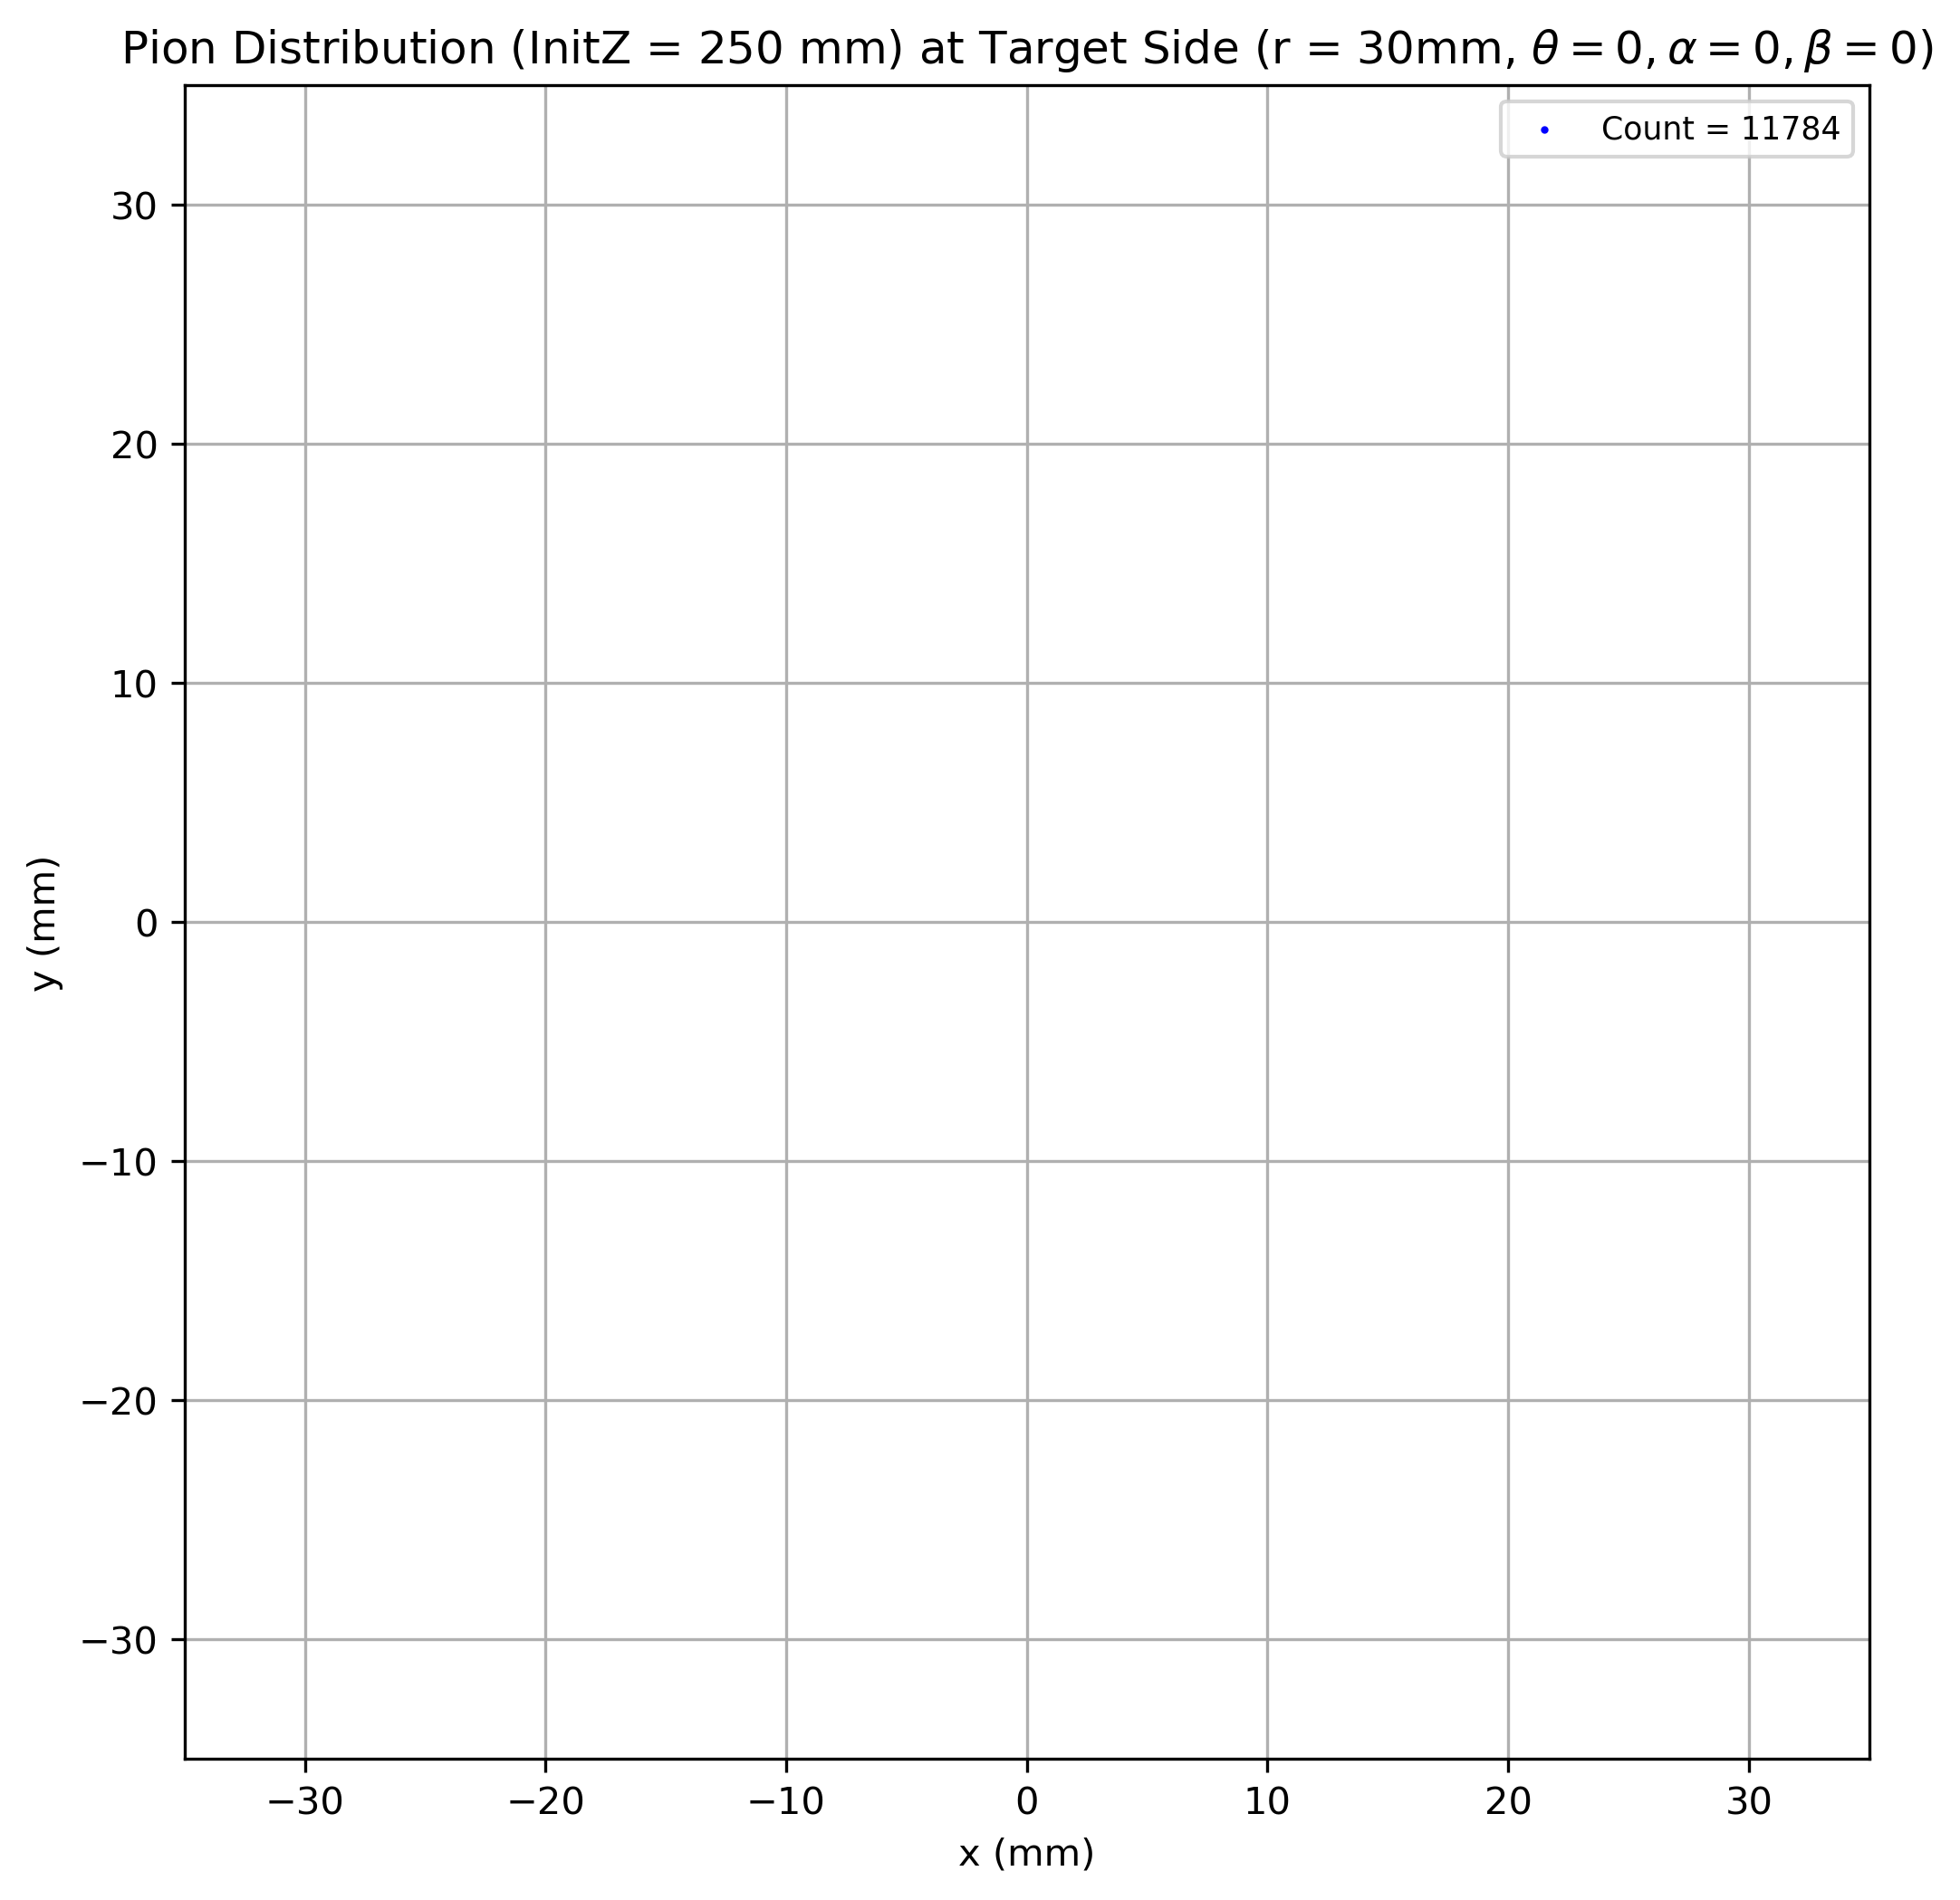 Pion Distribution (InitZ = 250 mm) at Target Side (r = 30mm, θ = 0, α = 0, β = 0)
Count = 11784
30
20
10
0
−10
−20
−30
y (mm)
−30 −20 −10 0 10 20 30
x (mm)